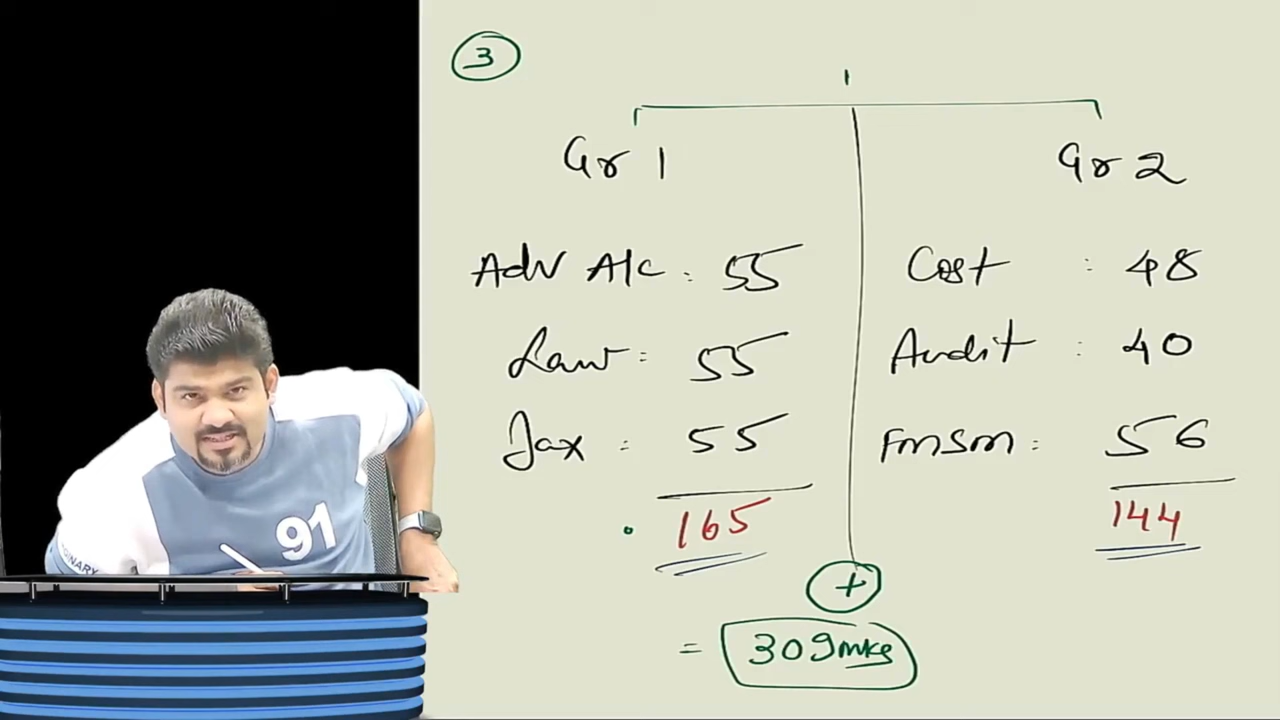 3
Gr 1
Gr 2
Adv A/c : 55
Cost : 48
Law = 55
Audit : 40
Tax = 55
FMSM = 56
165
144
+
= 309 mks
91
DINARY